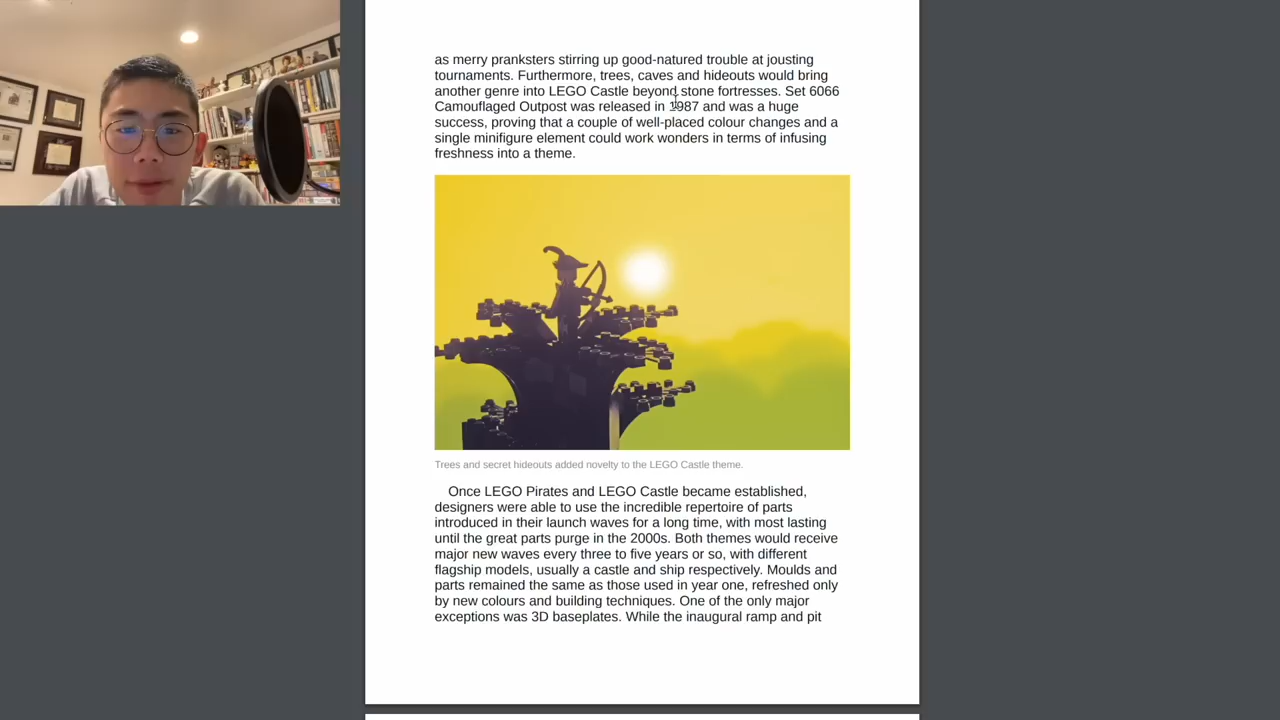 as merry pranksters stirring up good-natured trouble at jousting
tournaments. Furthermore, trees, caves and hideouts would bring
another genre into LEGO Castle beyond stone fortresses. Set 6066
Camouflaged Outpost was released in 1987 and was a huge
success, proving that a couple of well-placed colour changes and a
single minifigure element could work wonders in terms of infusing
freshness into a theme.
Trees and secret hideouts added novelty to the LEGO Castle theme.
Once LEGO Pirates and LEGO Castle became established,
designers were able to use the incredible repertoire of parts
introduced in their launch waves for a long time, with most lasting
until the great parts purge in the 2000s. Both themes would receive
major new waves every three to five years or so, with different
flagship models, usually a castle and ship respectively. Moulds and
parts remained the same as those used in year one, refreshed only
by new colours and building techniques. One of the only major
exceptions was 3D baseplates. While the inaugural ramp and pit